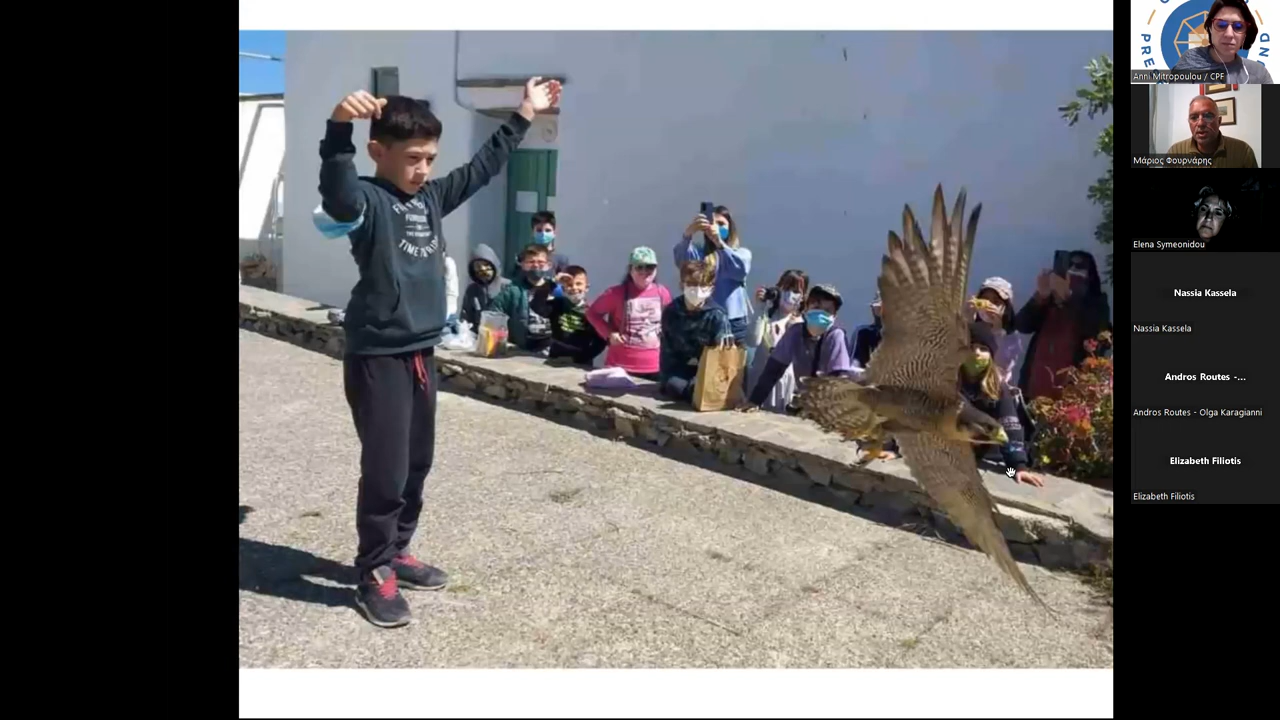 Anni Mitropoulou / CPF
Μάριος Φουρνάρης
Elena Symeonidou
Nassia Kassela
Nassia Kassela
Andros Routes -...
Andros Routes - Olga Karagianni
Elizabeth Filiotis
Elizabeth Filiotis